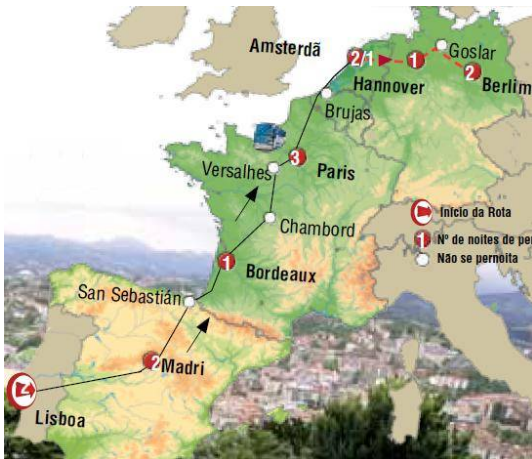 Amsterdã
2/1
1
Goslar
2
Hannover
Berlim
Brujas
3
Versalhes
Paris
Chambord
Início da Rota
1
Nº de noites de per
Não se pernoita
1
Bordeaux
San Sebastián
2
Madri
Lisboa